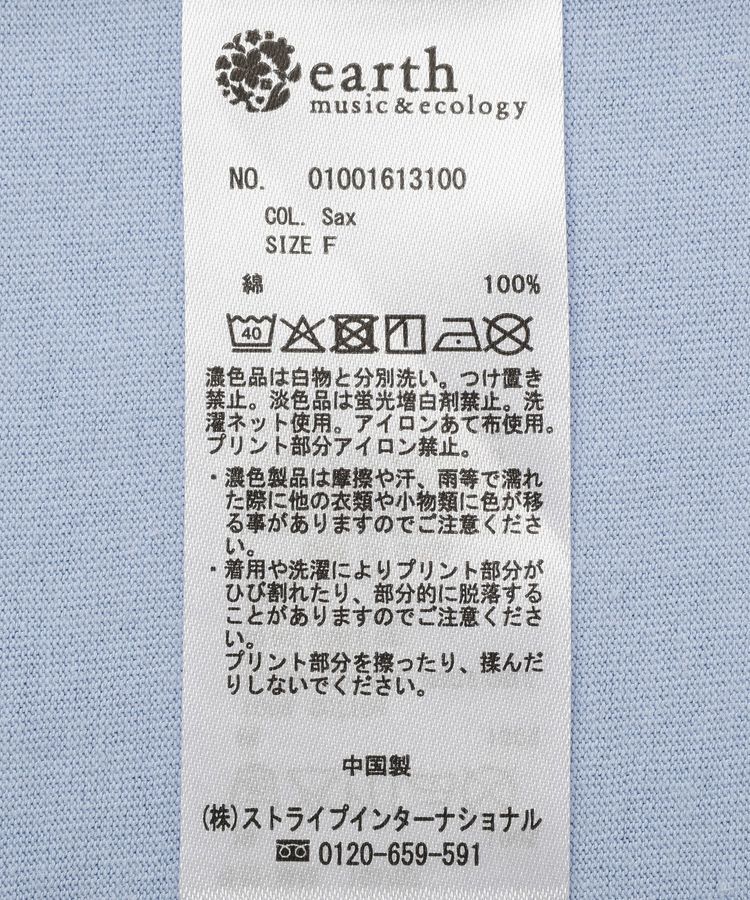 earth
music&ecology
NO. 01001613100
COL. Sax
SIZE F
綿 100%
40
濃色品は白物と分別洗い。つけ置き
禁止。淡色品は蛍光増白剤禁止。洗
濯ネット使用。アイロンあて布使用。
プリント部分アイロン禁止。
・濃色製品は摩擦や汗、雨等で濡れ
た際に他の衣類や小物類に色が移
る事がありますのでご注意くださ
い。
・着用や洗濯によりプリント部分が
ひび割れたり、部分的に脱落する
ことがありますのでご注意くださ
い。
プリント部分を擦ったり、揉んだ
りしないでください。
中国製
(株)ストライプインターナショナル
0120-659-591